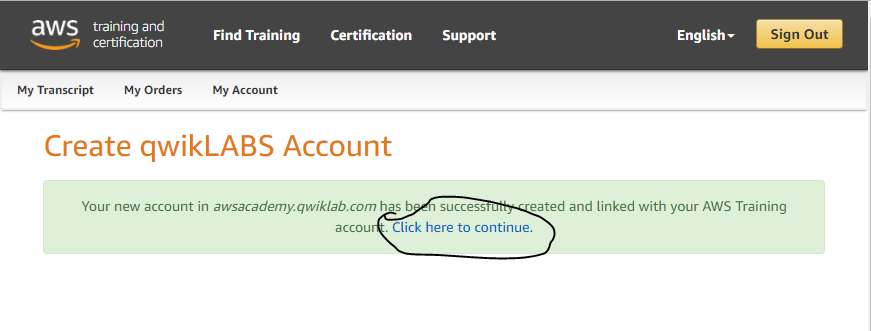 aws training and certification
Find Training
Certification
Support
English
Sign Out
My Transcript
My Orders
My Account
Create qwikLABS Account
Your new account in awsacademy.qwiklab.com has been successfully created and linked with your AWS Training
account. Click here to continue.